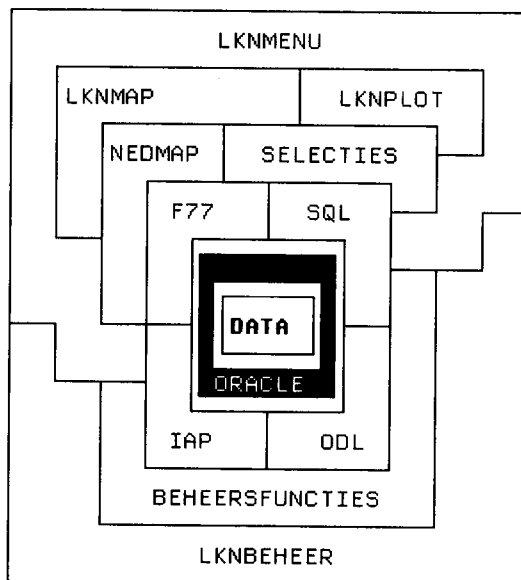 LKNMENU
LKNMAP
LKNPLOT
NEDMAP
SELECTIES
F77
SQL
DATA
ORACLE
IAP
ODL
BEHEERSFUNCTIES
LKNBEHEER